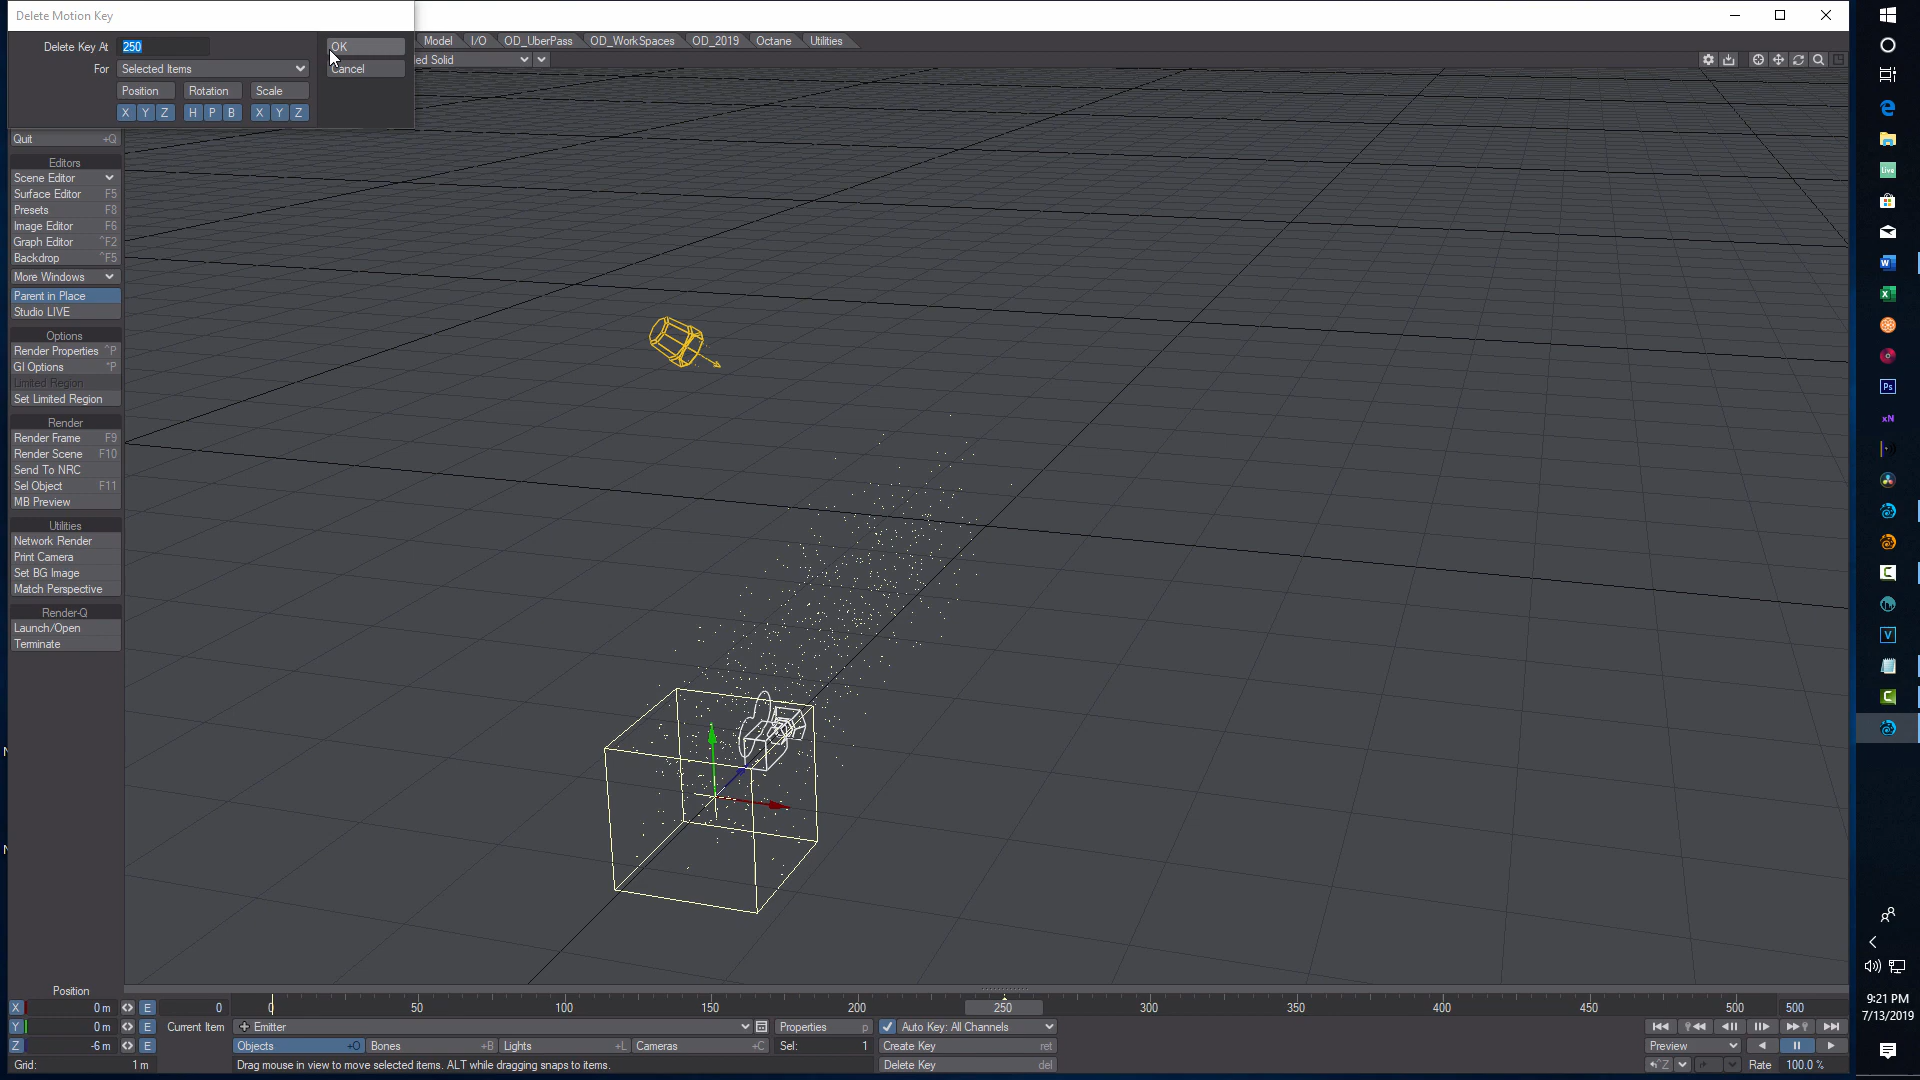 Delete Motion Key
Delete Key At 250 OK
For Selected Items Cancel
Position Rotation Scale
X Y Z H P B X Y Z
Model I/O OD_UberPass OD_WorkSpaces OD_2019 Octane Utilities
ed Solid
Quit +Q
Editors
Scene Editor
Surface Editor F5
Presets F8
Image Editor F6
Graph Editor ^F2
Backdrop ^F5
More Windows
Parent in Place
Studio LIVE
Options
Render Properties ^P
GI Options *P
Limited Region
Set Limited Region
Render
Render Frame F9
Render Scene F10
Send To NRC
Sel Object F11
MB Preview
Utilities
Network Render
Print Camera
Set BG Image
Match Perspective
Render-Q
Launch/Open
Terminate
Position
X 0 m E 0 0 50 100 150 200 250 300 350 400 450 500 500
Y 0 m E Current Item Emitter Properties p Auto Key: All Channels
Z -6 m E Objects +O Bones +B Lights +L Cameras +C Sel: 1 Create Key ret Preview
Grid: 1 m Drag mouse in view to move selected items. ALT while dragging snaps to items. Delete Key del ^Z Rate 100.0 %
live
Ps
xN
V
9:21 PM
7/13/2019